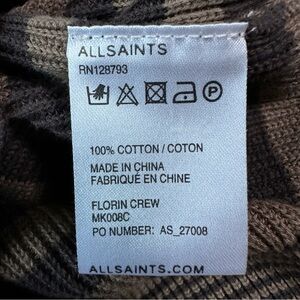 ALLSAINTS
RN128793
P
100% COTTON / COTON
MADE IN CHINA
FABRIQUÉ EN CHINE
FLORIN CREW
MK008C
PO NUMBER: AS_27008
ALLSAINTS.COM